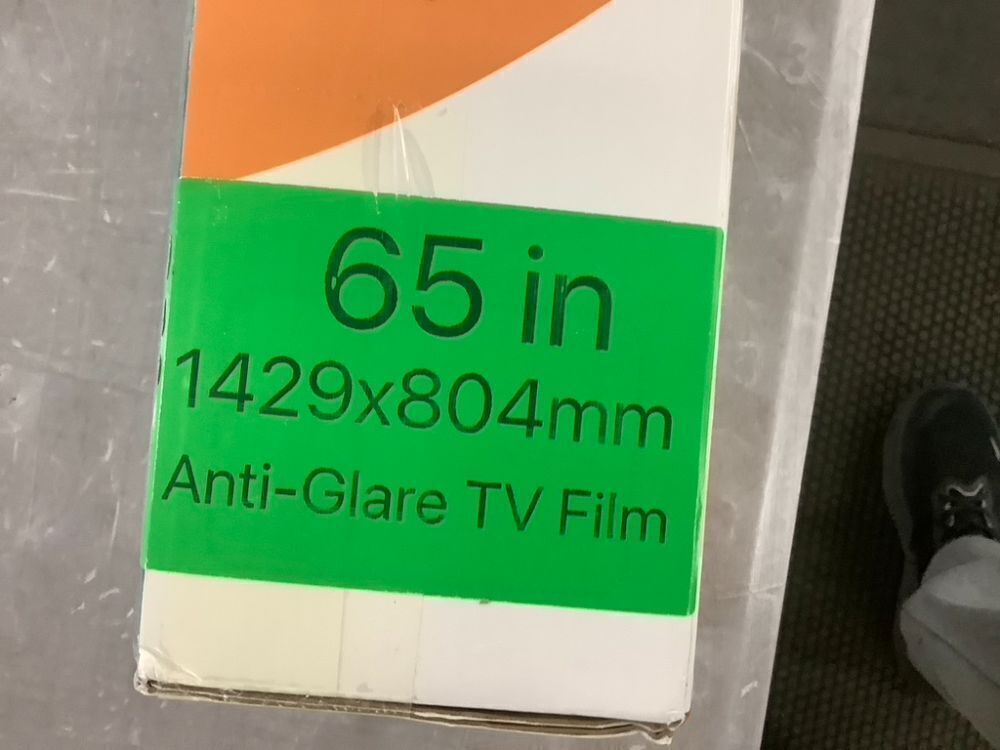 65 in
1429x804mm
Anti-Glare TV Film